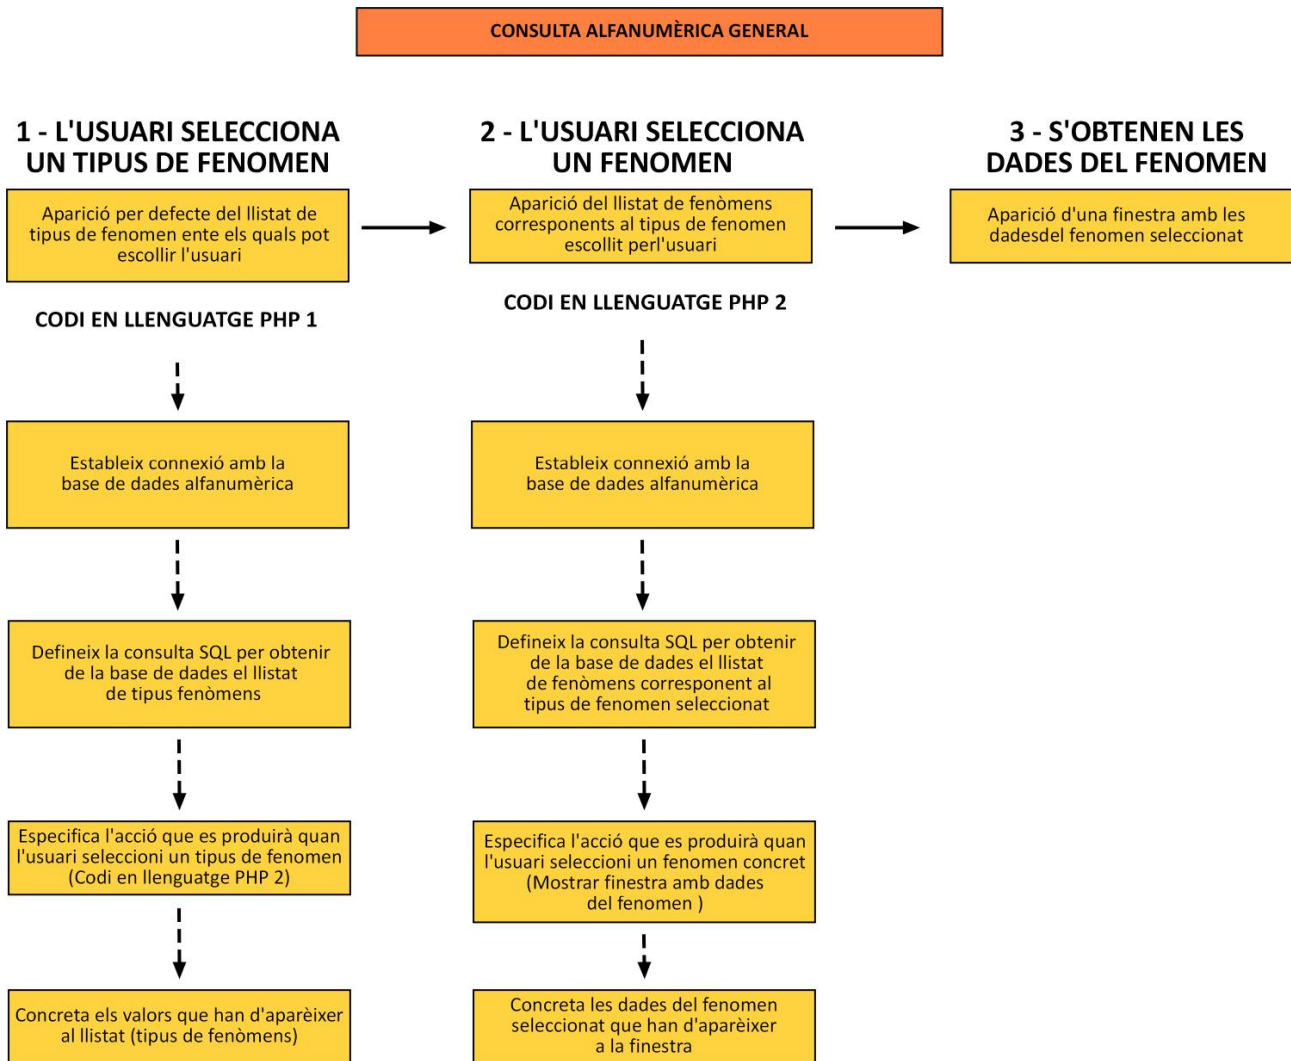 CONSULTA ALFANUMÈRICA GENERAL
1 - L'USUARI SELECCIONA
UN TIPUS DE FENOMEN
Aparició per defecte del llistat de
tipus de fenomen ente els quals pot
escollir l'usuari
CODI EN LLENGUATGE PHP 1
Estableix connexió amb la
base de dades alfanumèrica
Defineix la consulta SQL per obtenir
de la base de dades el llistat
de tipus fenòmens
Especifica l'acció que es produirà quan
l'usuari seleccioni un tipus de fenomen
(Codi en llenguatge PHP 2)
Concreta els valors que han d'aparèixer
al llistat (tipus de fenòmens)
2 - L'USUARI SELECCIONA
UN FENOMEN
Aparició del llistat de fenòmens
corresponents al tipus de fenomen
escollit perl'usuari
CODI EN LLENGUATGE PHP 2
Estableix connexió amb la
base de dades alfanumèrica
Defineix la consulta SQL per obtenir
de la base de dades el llistat
de fenòmens corresponent al
tipus de fenomen seleccionat
Especifica l'acció que es produirà quan
l'usuari seleccioni un fenomen concret
(Mostrar finestra amb dades
del fenomen )
Concreta les dades del fenomen
seleccionat que han d'aparèixer
a la finestra
3 - S'OBTENEN LES
DADES DEL FENOMEN
Aparició d'una finestra amb les
dadesdel fenomen seleccionat